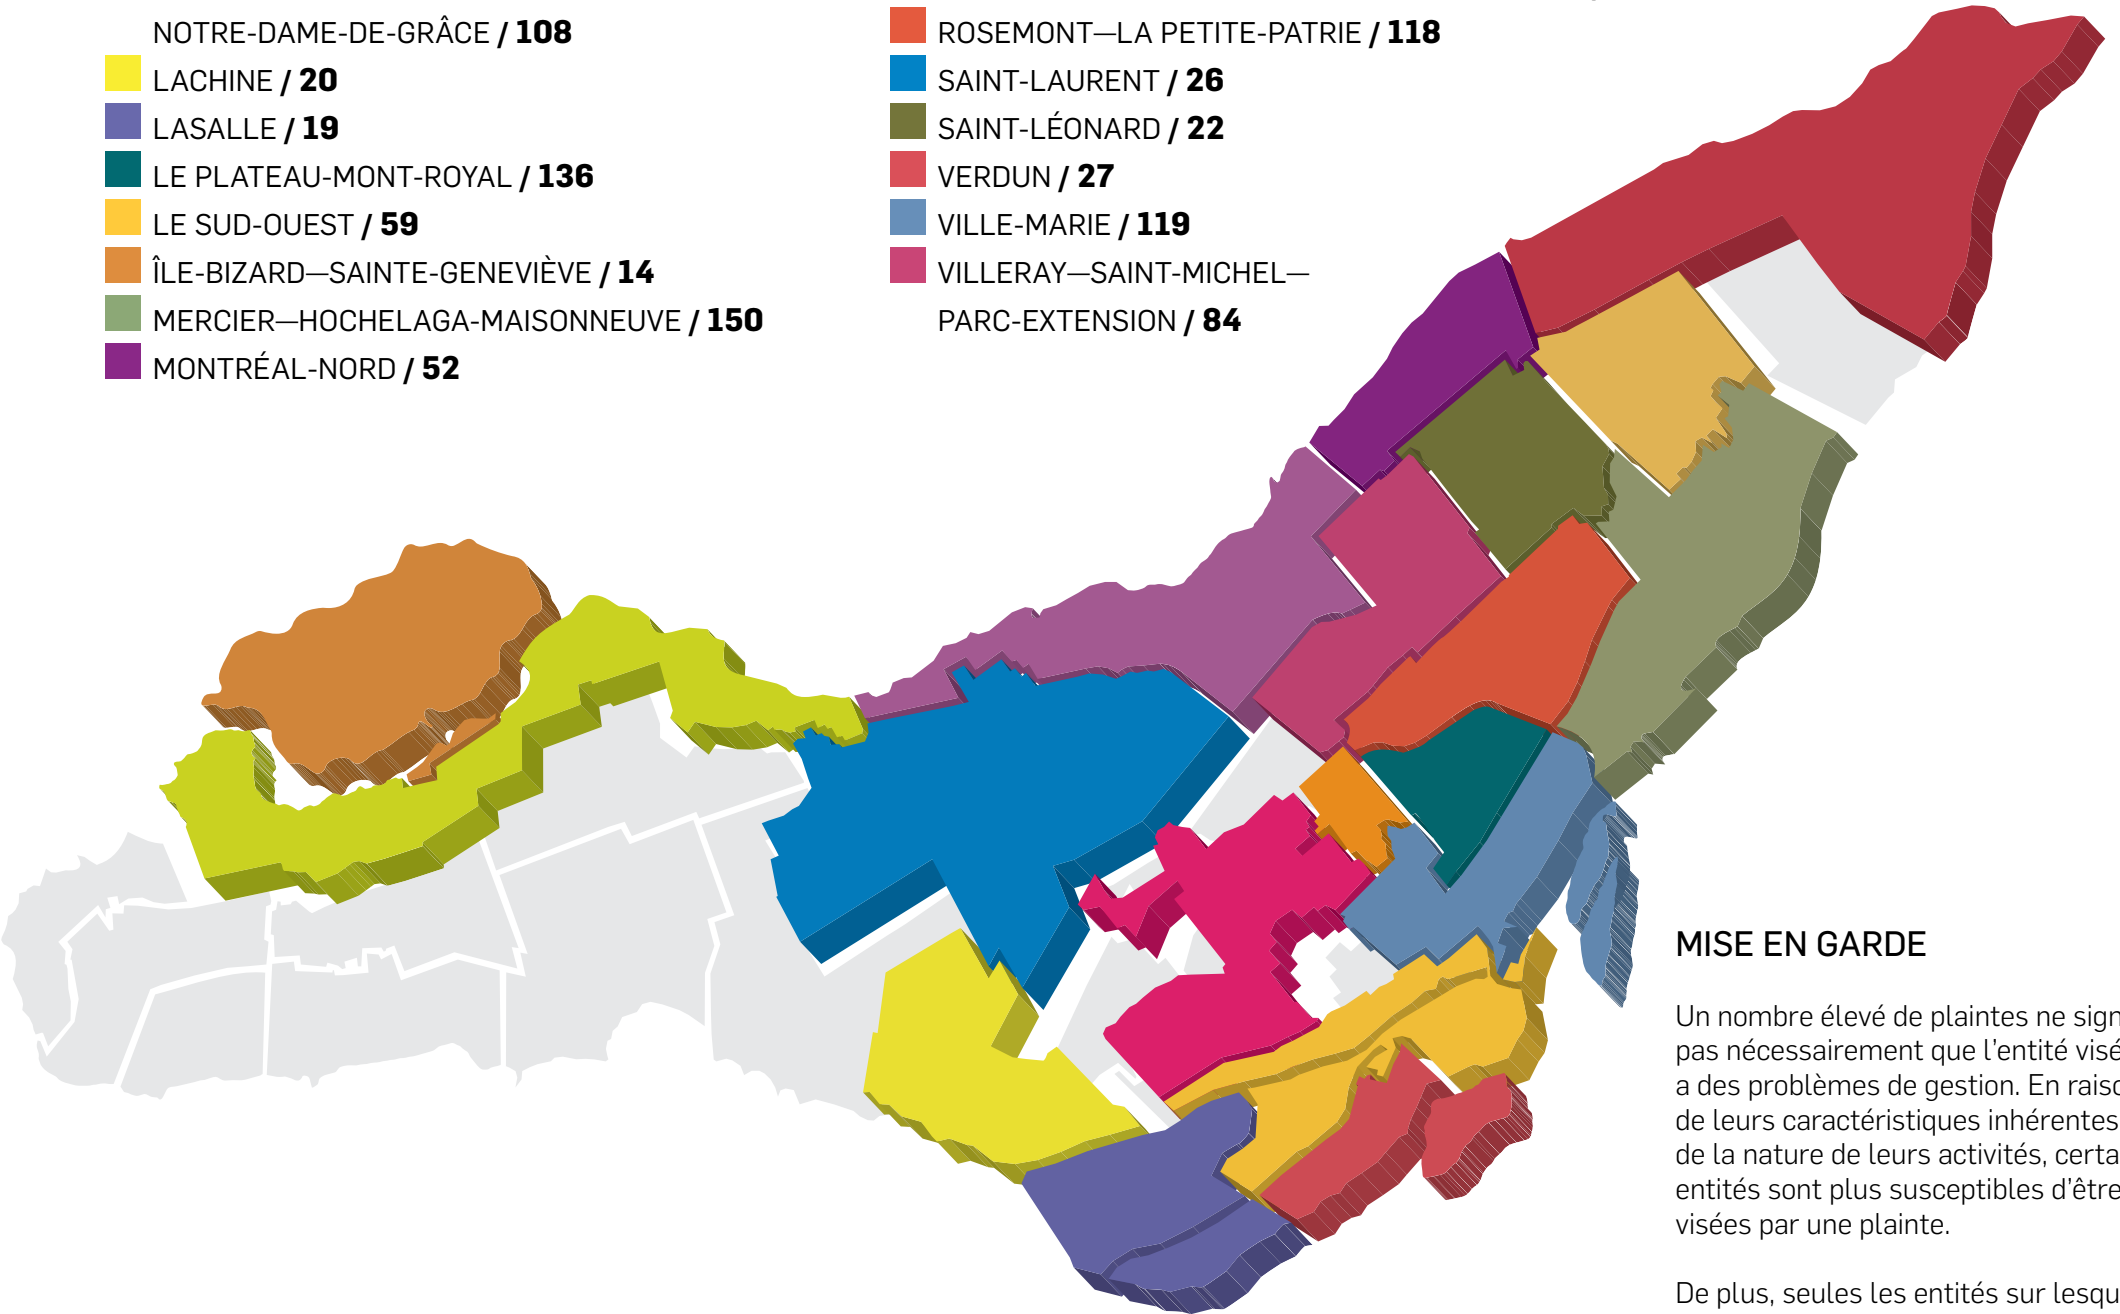 NOTRE-DAME-DE-GRÂCE / 108
LACHINE / 20
LASALLE / 19
LE PLATEAU-MONT-ROYAL / 136
LE SUD-OUEST / 59
ÎLE-BIZARD—SAINTE-GENEVIÈVE / 14
MERCIER—HOCHELAGA-MAISONNEUVE / 150
MONTRÉAL-NORD / 52
ROSEMONT—LA PETITE-PATRIE / 118
SAINT-LAURENT / 26
SAINT-LÉONARD / 22
VERDUN / 27
VILLE-MARIE / 119
VILLERAY—SAINT-MICHEL—
PARC-EXTENSION / 84
MISE EN GARDE
Un nombre élevé de plaintes ne
pas nécessairement que l'entité
a des problèmes de gestion. En
de leurs caractéristiques inhérentes
de la nature de leurs activités,
entités sont plus susceptibles d'être
visées par une plainte.
De plus, seules les entités sur